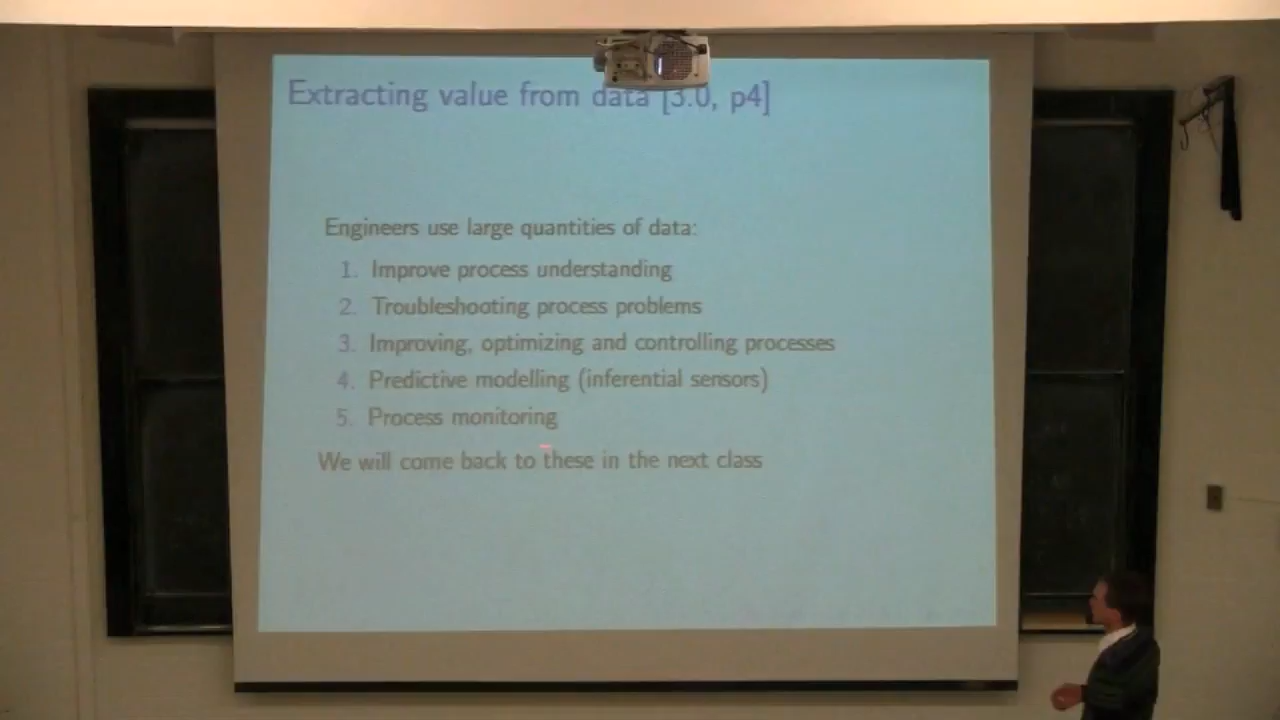 Extracting value from data [3.0, p4]
Engineers use large quantities of data:
1. Improve process understanding
2. Troubleshooting process problems
3. Improving, optimizing and controlling processes
4. Predictive modelling (inferential sensors)
5. Process monitoring
We will come back to these in the next class